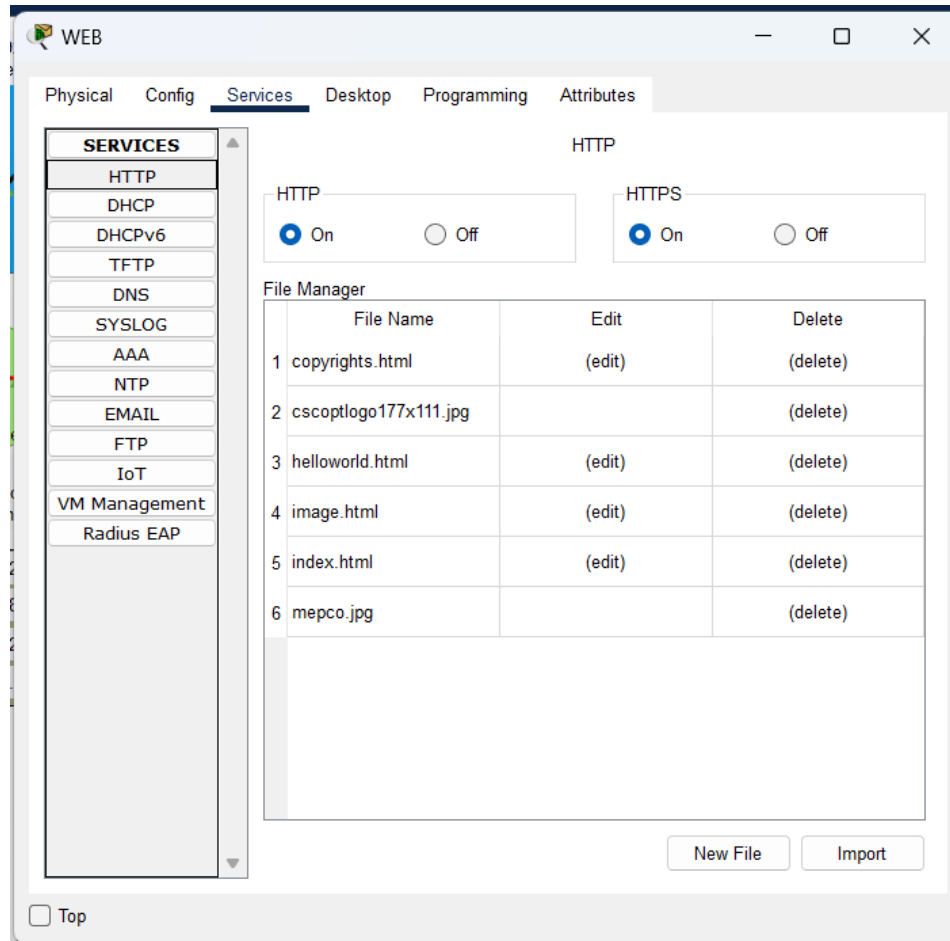 WEB
Physical Config Services Desktop Programming Attributes
SERVICES
HTTP
DHCP
DHCPv6
TFTP
DNS
SYSLOG
AAA
NTP
EMAIL
FTP
IoT
VM Management
Radius EAP
HTTP
HTTP
On Off
HTTPS
On Off
File Manager
File Name Edit Delete
1 copyrights.html (edit) (delete)
2 cscoptlogo177x111.jpg (delete)
3 helloworld.html (edit) (delete)
4 image.html (edit) (delete)
5 index.html (edit) (delete)
6 mepco.jpg (delete)
New File Import
Top